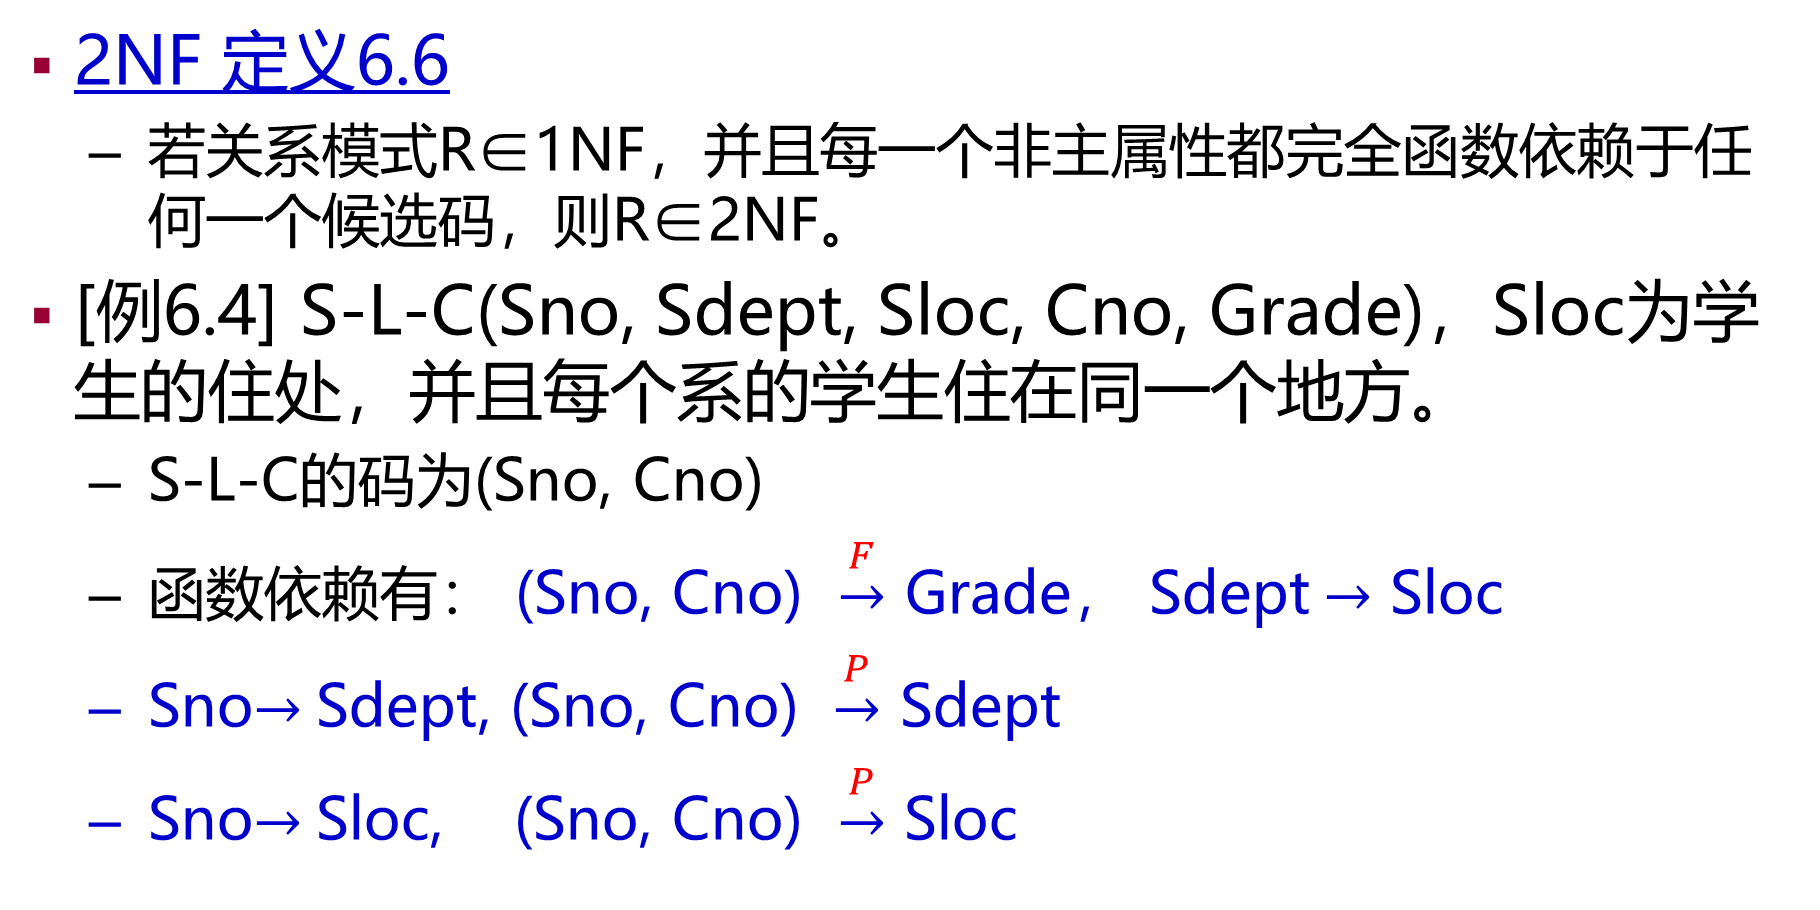 ▪ 2NF 定义6.6
– 若关系模式R∈1NF，并且每一个非主属性都完全函数依赖于任
何一个候选码，则R∈2NF。
▪ [例6.4] S-L-C(Sno, Sdept, Sloc, Cno, Grade)，Sloc为学
生的住处，并且每个系的学生住在同一个地方。
– S-L-C的码为(Sno, Cno)
F
– 函数依赖有： (Sno, Cno) → Grade， Sdept → Sloc
P
– Sno→ Sdept, (Sno, Cno) → Sdept
P
– Sno→ Sloc, (Sno, Cno) → Sloc